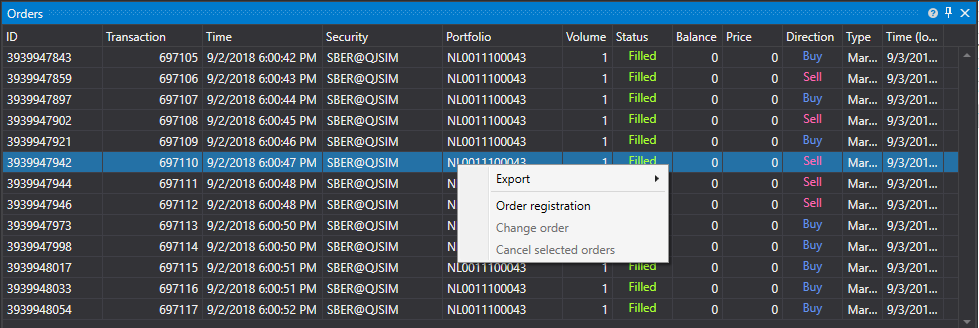 Orders
ID Transaction Time Security Portfolio Volume Status Balance Price Direction Type Time (lo...
3939947843 697105 9/2/2018 6:00:42 PM SBER@QJSIM NL0011100043 1 Filled 0 0 Buy Mar... 9/3/201...
3939947859 697106 9/2/2018 6:00:43 PM SBER@QJSIM NL0011100043 1 Filled 0 0 Sell Mar... 9/3/201...
3939947897 697107 9/2/2018 6:00:44 PM SBER@QJSIM NL0011100043 1 Filled 0 0 Buy Mar... 9/3/201...
3939947902 697108 9/2/2018 6:00:45 PM SBER@QJSIM NL0011100043 1 Filled 0 0 Sell Mar... 9/3/201...
3939947921 697109 9/2/2018 6:00:46 PM SBER@QJSIM NL0011100043 1 Filled 0 0 Buy Mar... 9/3/201...
3939947942 697110 9/2/2018 6:00:47 PM SBER@QJSIM NL0011100043 1 Filled 0 0 Sell Mar... 9/3/201...
3939947944 697111 9/2/2018 6:00:48 PM SBER@QJSIM 0 0 Sell Mar... 9/3/201...
3939947946 697112 9/2/2018 6:00:48 PM SBER@QJSIM 0 0 Sell Mar... 9/3/201...
3939947973 697113 9/2/2018 6:00:50 PM SBER@QJSIM 0 0 Buy Mar... 9/3/201...
3939947998 697114 9/2/2018 6:00:50 PM SBER@QJSIM 0 0 Buy Mar... 9/3/201...
3939948017 697115 9/2/2018 6:00:51 PM SBER@QJSIM NL0011100043 1 Filled 0 0 Buy Mar... 9/3/201...
3939948033 697116 9/2/2018 6:00:51 PM SBER@QJSIM NL0011100043 1 Filled 0 0 Buy Mar... 9/3/201...
3939948054 697117 9/2/2018 6:00:52 PM SBER@QJSIM NL0011100043 1 Filled 0 0 Buy Mar... 9/3/201...
Export
Order registration
Change order
Cancel selected orders